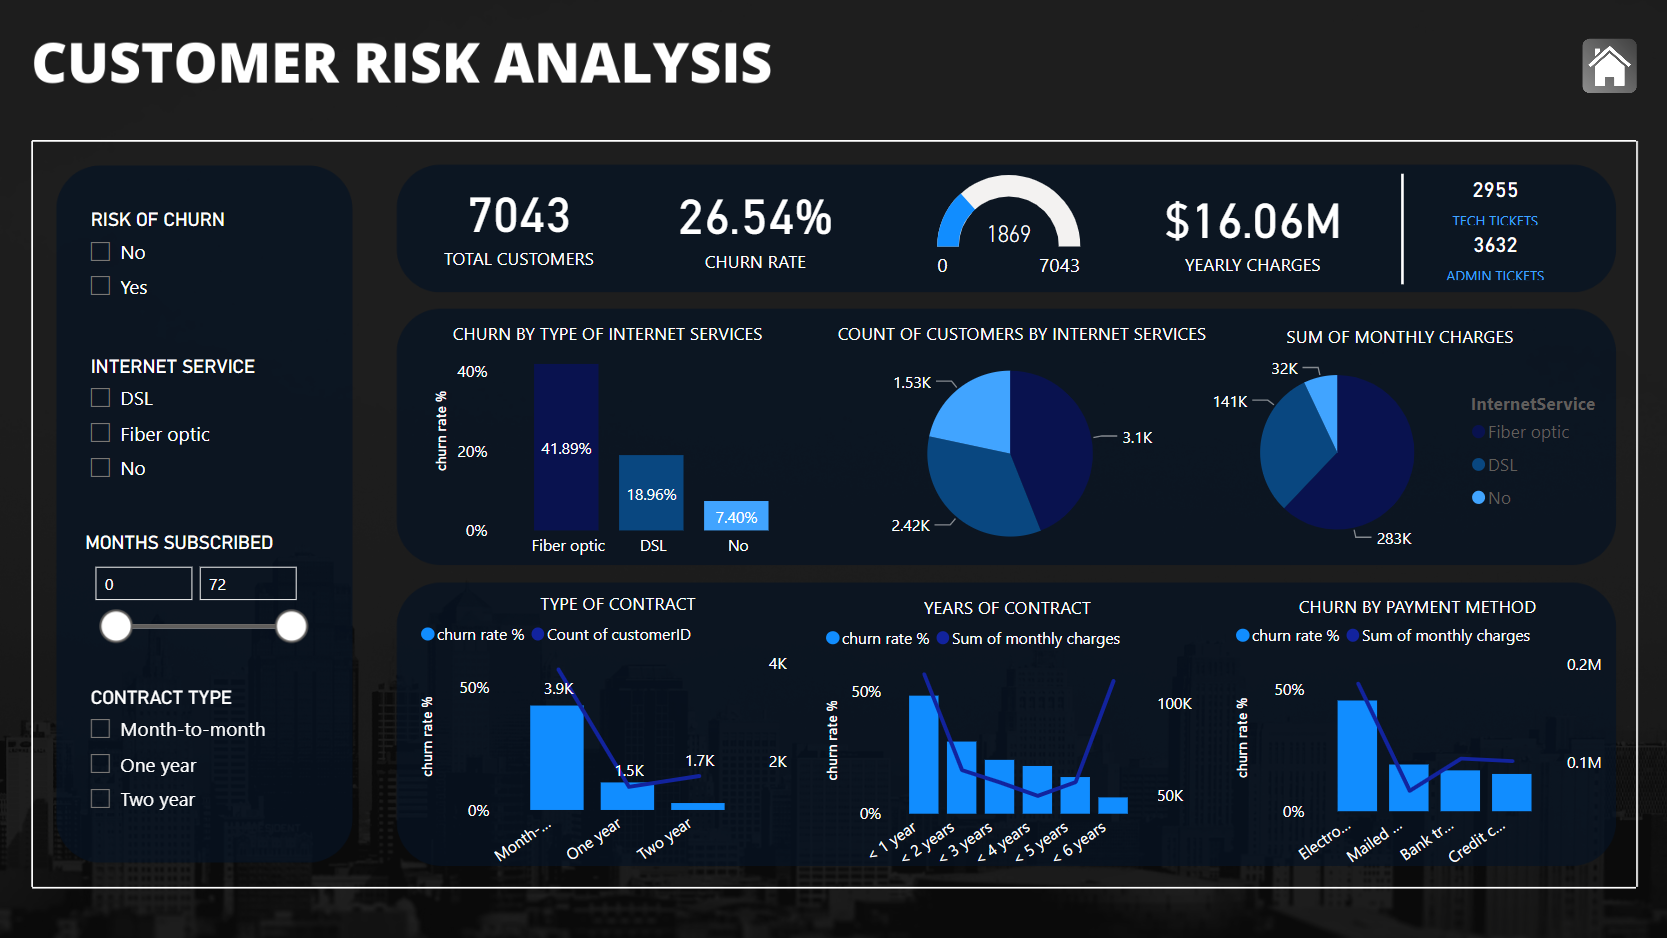 CUSTOMER RISK ANALYSIS
RISK OF CHURN
No
Yes
INTERNET SERVICE
DSL
Fiber optic
No
MONTHS SUBSCRIBED
0 72
CONTRACT TYPE
Month-to-month
One year
Two year
7043
TOTAL CUSTOMERS
26.54%
CHURN RATE
1869
0 7043
$16.06M
YEARLY CHARGES
2955
TECH TICKETS
3632
ADMIN TICKETS
CHURN BY TYPE OF INTERNET SERVICES
churn rate %
40%
20%
0%
41.89%
18.96%
7.40%
Fiber optic DSL No
COUNT OF CUSTOMERS BY INTERNET SERVICES
1.53K
3.1K
2.42K
SUM OF MONTHLY CHARGES
32K
141K
283K
InternetService
Fiber optic
DSL
No
TYPE OF CONTRACT
churn rate % Count of customerID
churn rate %
50%
0%
4K
2K
3.9K
1.5K
1.7K
Month-... One year Two year
YEARS OF CONTRACT
churn rate % Sum of monthly charges
churn rate %
50%
0%
100K
50K
< 1 year < 2 years < 3 years < 4 years < 5 years < 6 years
CHURN BY PAYMENT METHOD
churn rate % Sum of monthly charges
churn rate %
50%
0%
0.2M
0.1M
Electro... Mailed ... Bank tr... Credit c...